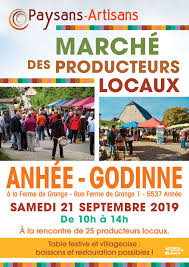 Paysans-Artisans
MARCHÉ
DES PRODUCTEURS
LOCAUX
ANHÉE - GODINNE
à la Ferme de Grange - Rue Ferme de Grange 1 - 5537 Anhée
SAMEDI 21 SEPTEMBRE 2019
De 10h à 14h
À la rencontre de 25 producteurs locaux.
Table festive et villageoise
boissons et restauration possibles !